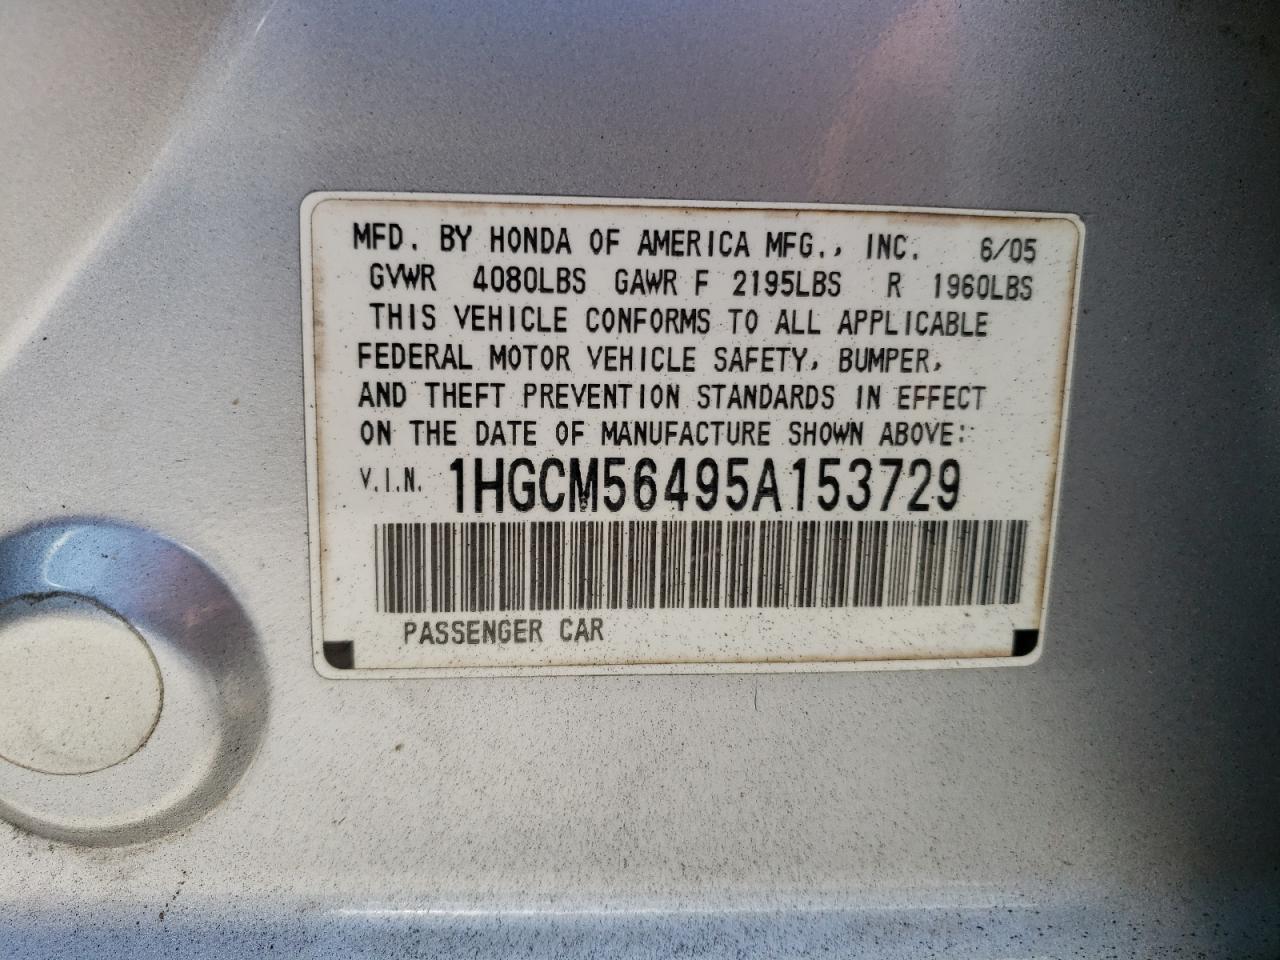 MFD. BY HONDA OF AMERICA MFG., INC. 6/05
GVWR 4080LBS GAWR F 2195LBS R 1960LBS
THIS VEHICLE CONFORMS TO ALL APPLICABLE
FEDERAL MOTOR VEHICLE SAFETY, BUMPER,
AND THEFT PREVENTION STANDARDS IN EFFECT
ON THE DATE OF MANUFACTURE SHOWN ABOVE:
V.I.N. 1HGCM56495A153729
PASSENGER CAR